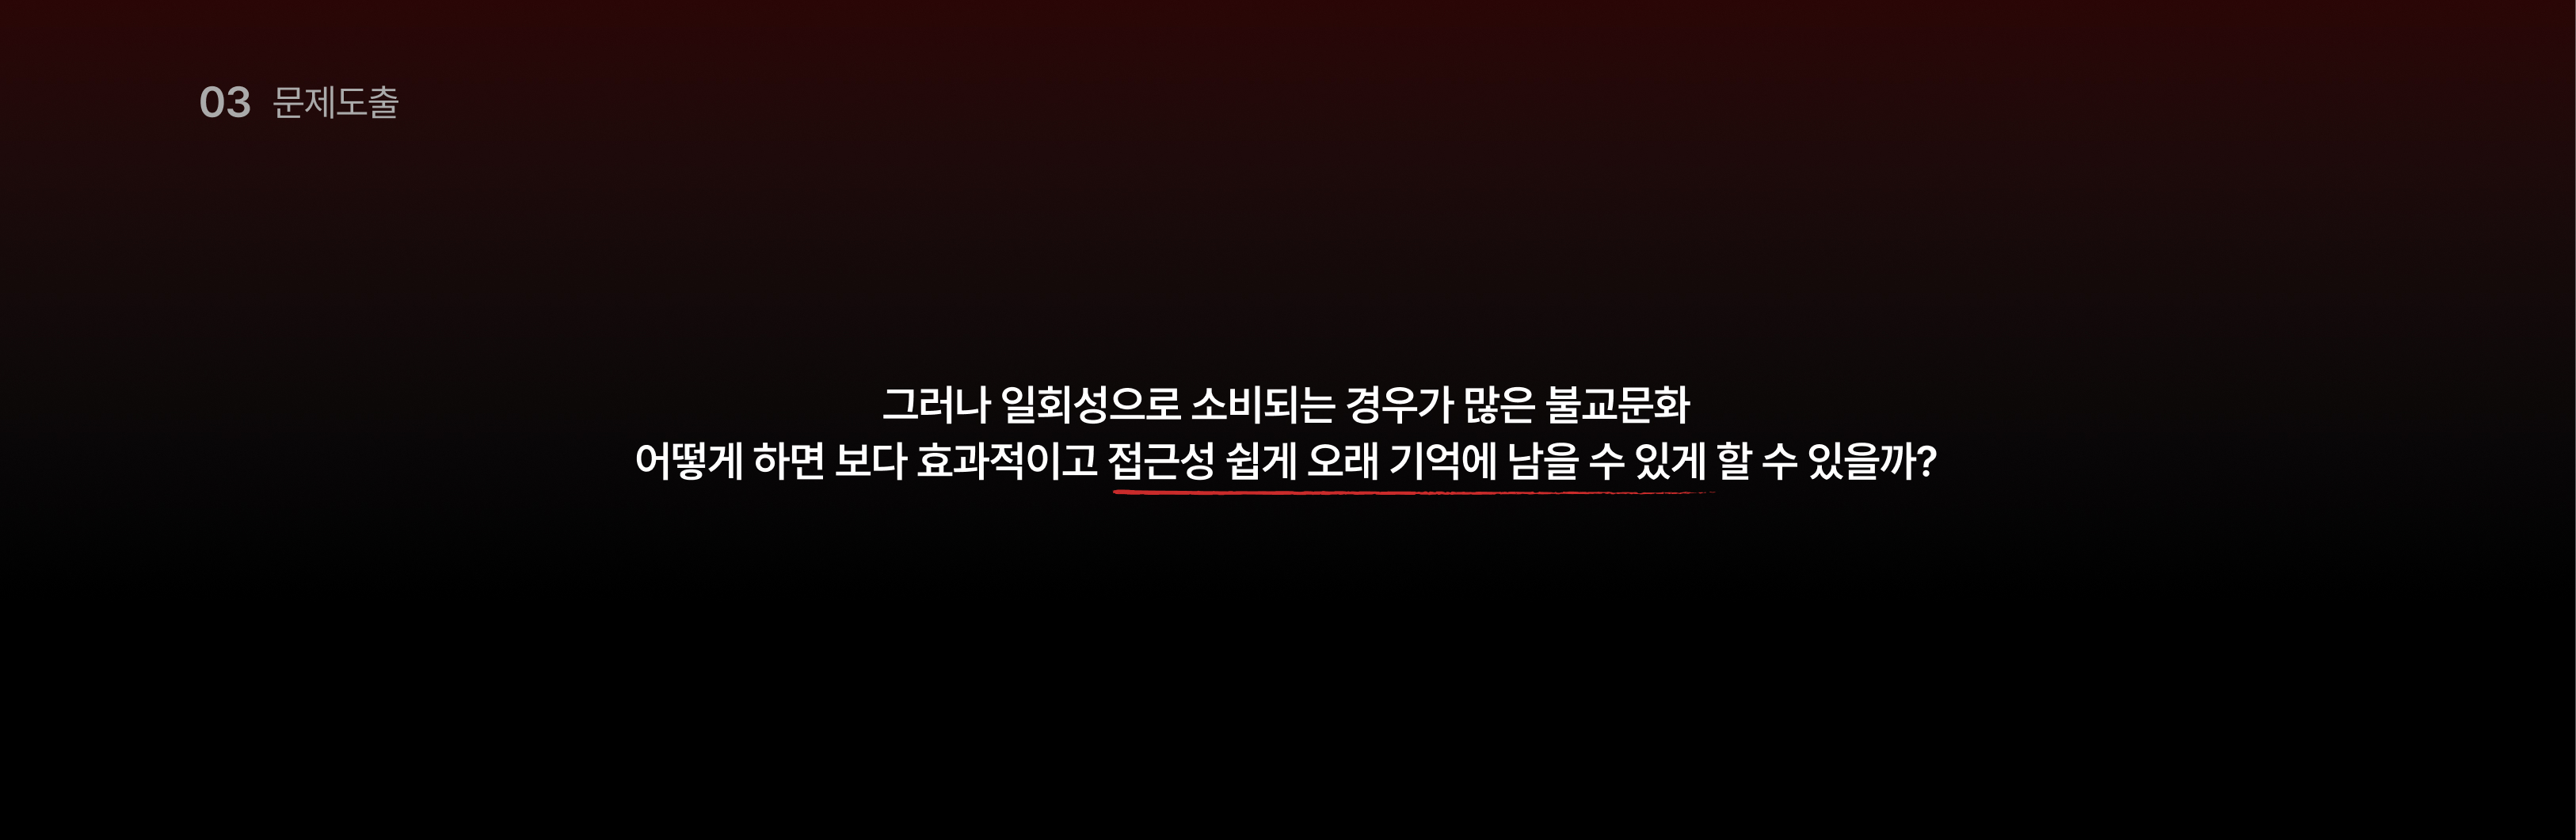 03 문제도출
그러나 일회성으로 소비되는 경우가 많은 불교문화
어떻게 하면 보다 효과적이고 접근성 쉽게 오래 기억에 남을 수 있게 할 수 있을까?